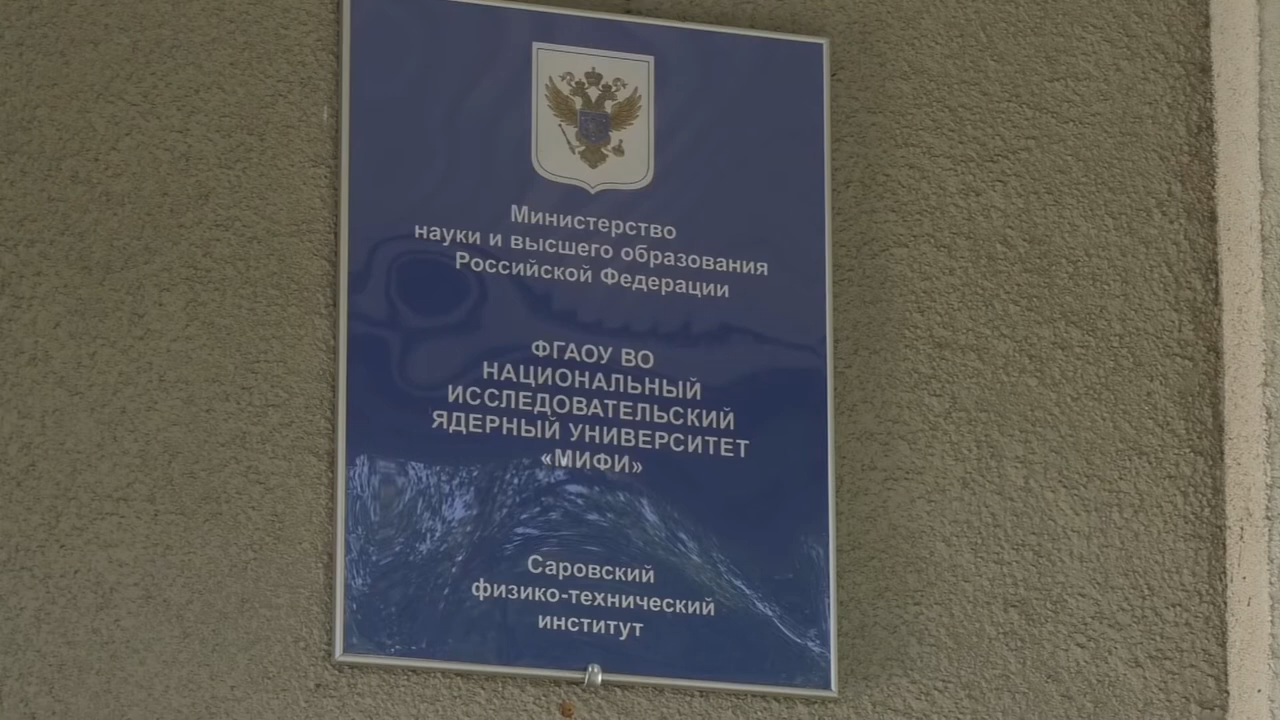 Министерство
науки и высшего образования
Российской Федерации
ФГАОУ ВО
НАЦИОНАЛЬНЫЙ
ИССЛЕДОВАТЕЛЬСКИЙ
ЯДЕРНЫЙ УНИВЕРСИТЕТ
«МИФИ»
Саровский
физико-технический
институт